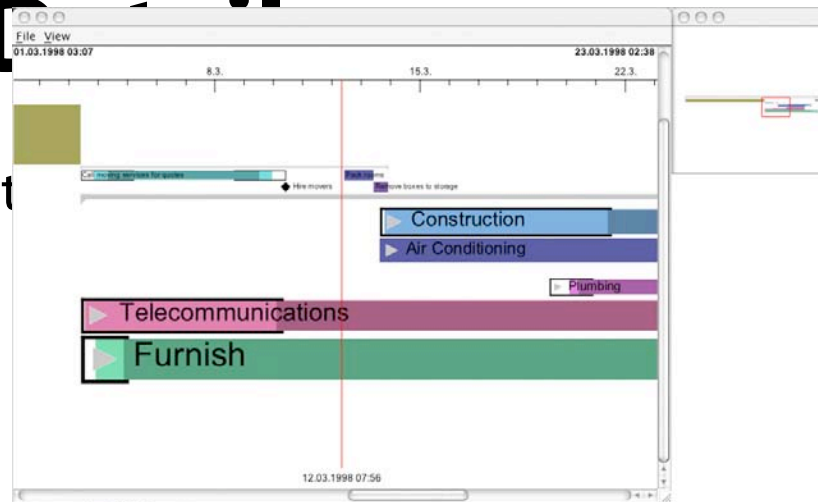 File View
01.03.1998 03:07 23.03.1998 02:38
8.3. 15.3. 22.3.
Call moving services for quotes Pack rooms
Hire movers Remove boxes to storage
Construction
Air Conditioning
Plumbing
Telecommunications
Furnish
12.03.1998 07:56